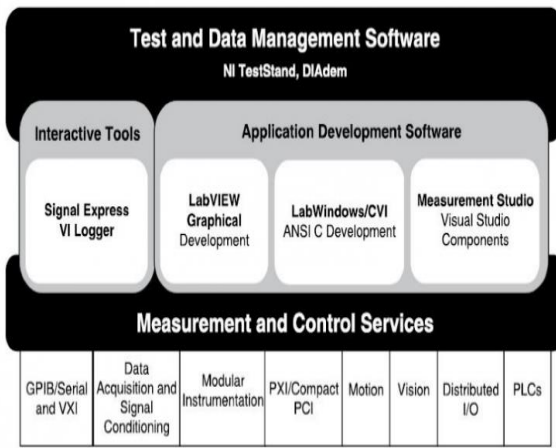 Test and Data Management Software
NI TestStand, DIAdem
Interactive Tools
Application Development Software
Signal Express
VI Logger
LabVIEW
Graphical
Development
LabWindows/CVI
ANSI C Development
Measurement Studio
Visual Studio
Components
Measurement and Control Services
GPIB/Serial
and VXI
Data
Acquisition and
Signal
Conditioning
Modular
Instrumentation
PXI/Compact
PCI
Motion
Vision
Distributed
I/O
PLCs